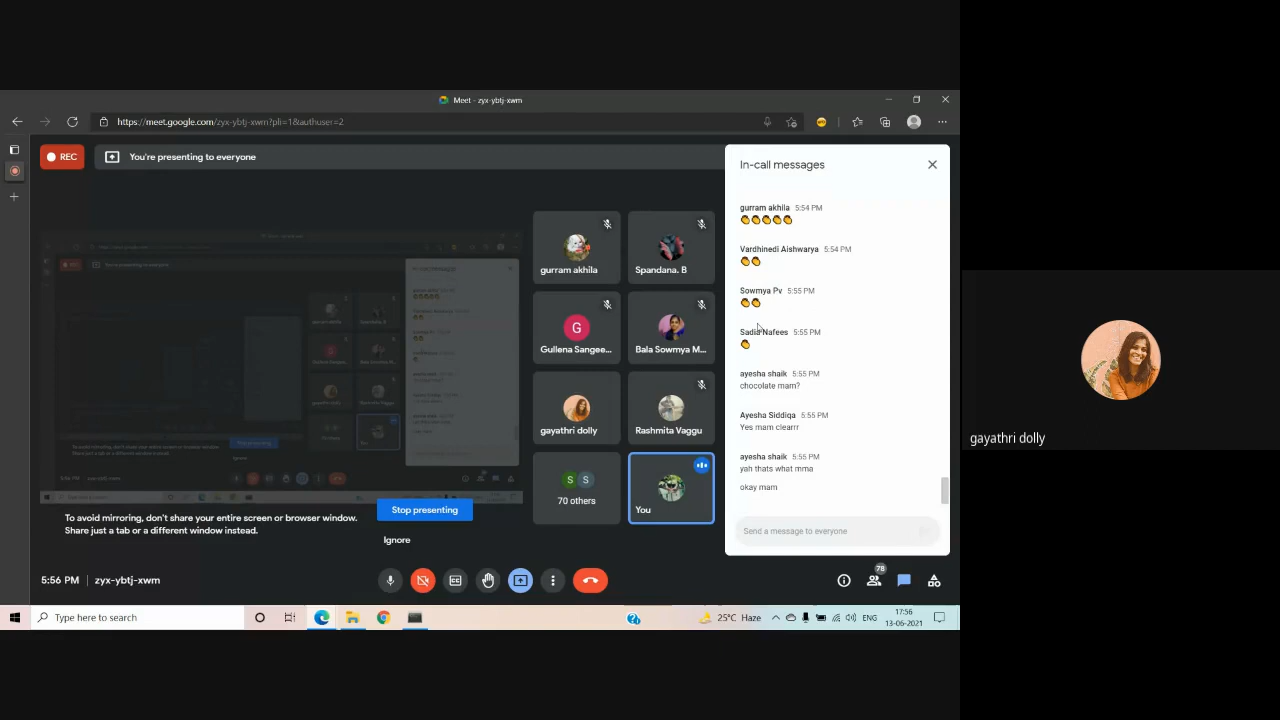 Meet - zyx-ybtj-xwm
https://meet.google.com/zyx-ybtj-xwm?pli=1&authuser=2
REC
You're presenting to everyone
In-call messages
gurram akhila 5:54 PM
👏👏👏👏👏
Vardhinedi Aishwarya 5:54 PM
👏👏
Sowmya Pv 5:55 PM
👏👏
Sadia Nafees 5:55 PM
👏
ayesha shaik 5:55 PM
chocolate mam?
Ayesha Siddiqa 5:55 PM
Yes mam clearrr
ayesha shaik 5:55 PM
yah thats what mma
okay mam
Send a message to everyone
gurram akhila
Spandana. B
G
Gullena Sangee...
Bala Sowmya M...
gayathri dolly
Rashmita Vaggu
S S
70 others
You
To avoid mirroring, don't share your entire screen or browser window.
Share just a tab or a different window instead.
Stop presenting
Ignore
5:56 PM | zyx-ybtj-xwm
78
Type here to search
25°C Haze
ENG
17:56
13-06-2021
gayathri dolly